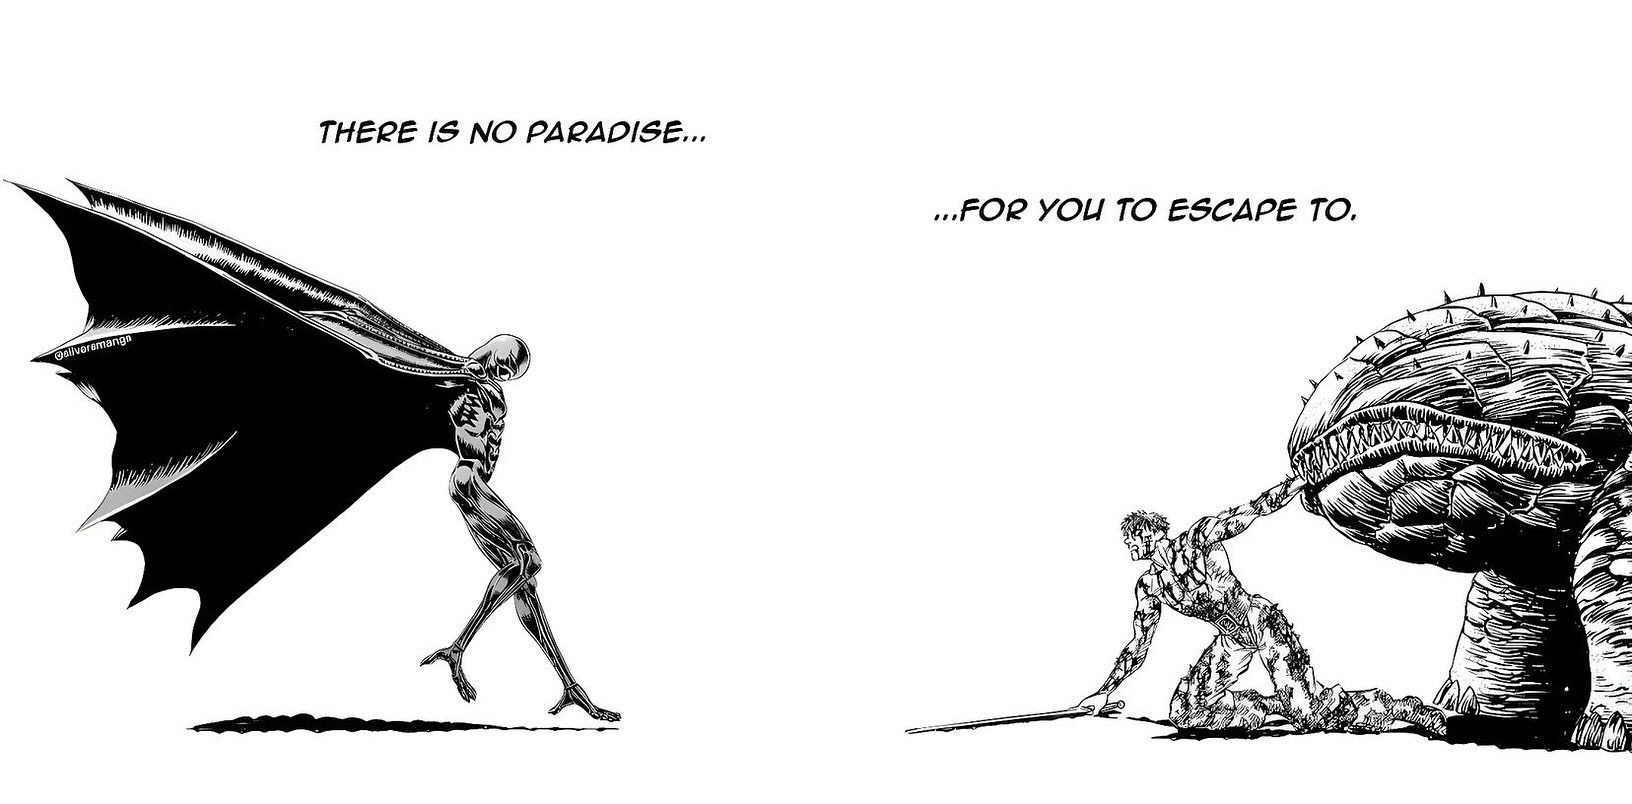 THERE IS NO PARADISE...
...FOR YOU TO ESCAPE TO.